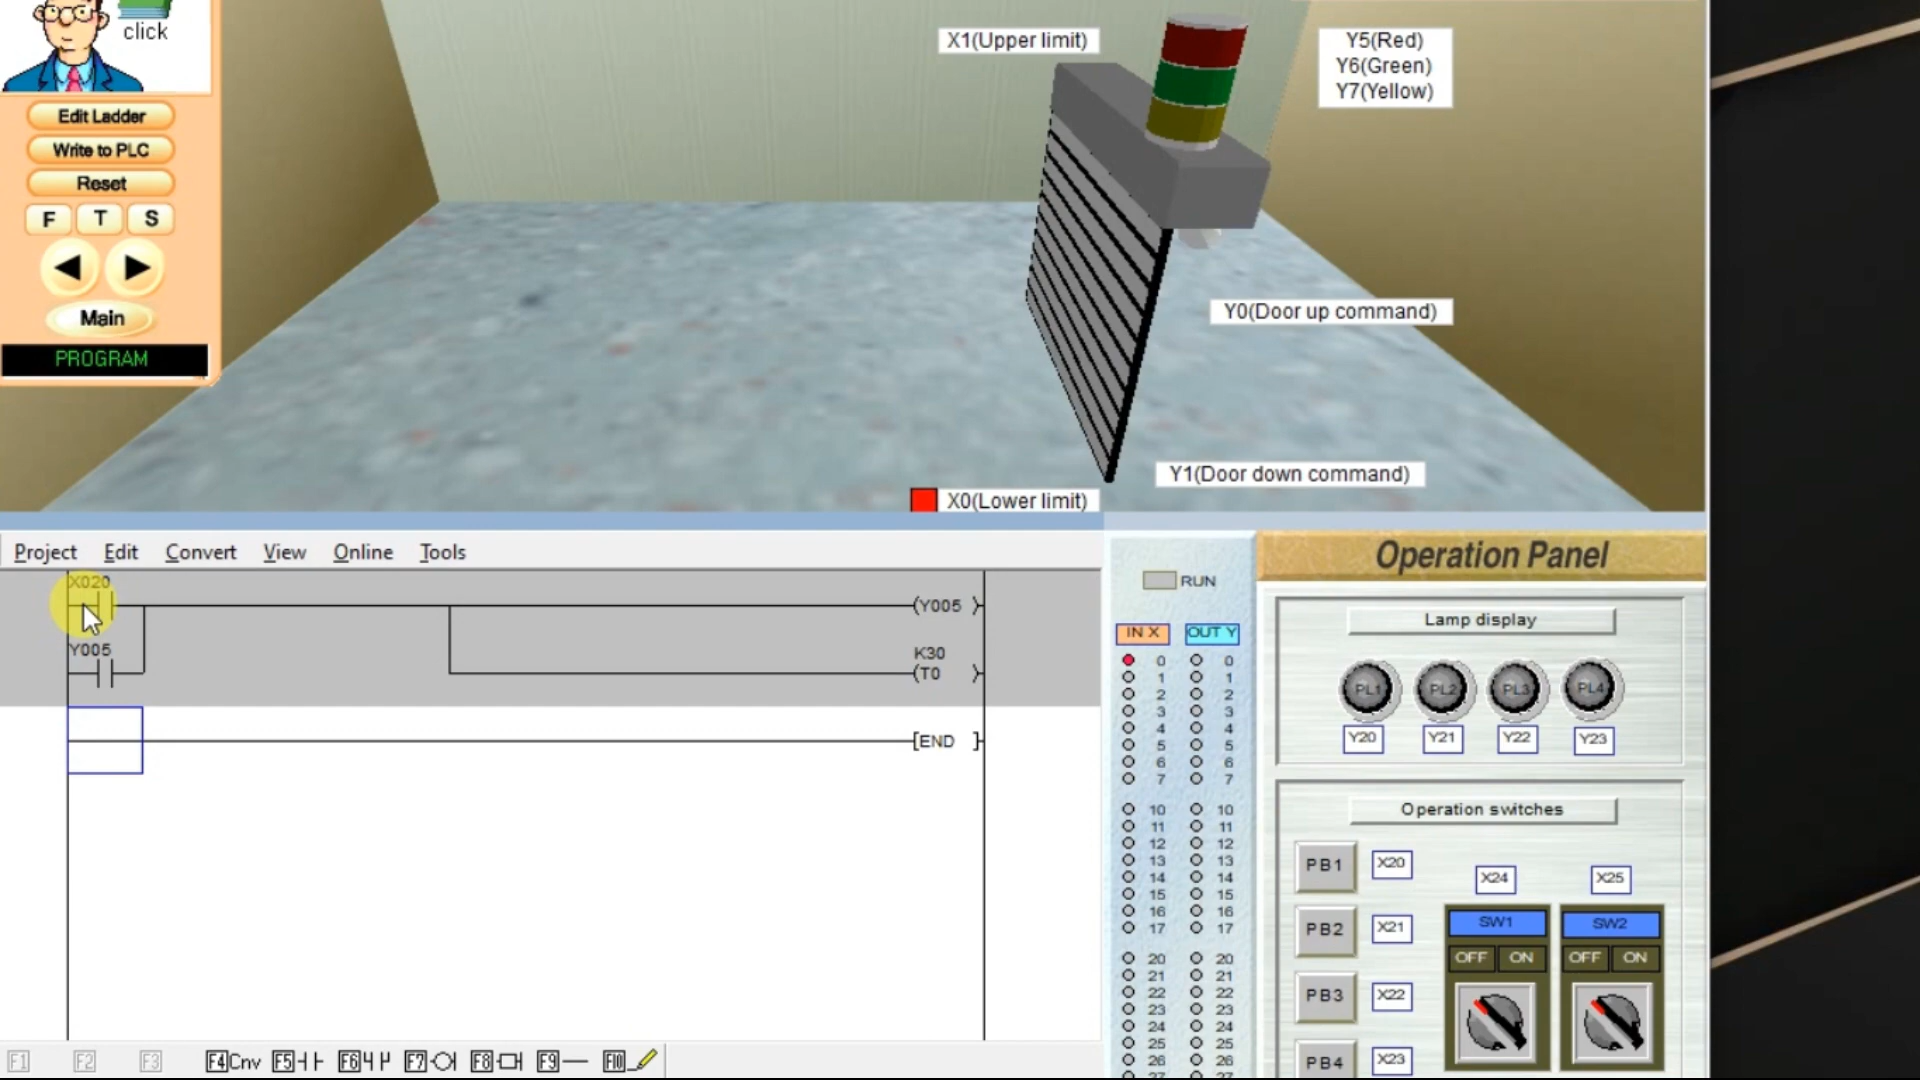 click
Edit Ladder
Write to PLC
Reset
F T S
Main
PROGRAM
X1(Upper limit)
Y5(Red)
Y6(Green)
Y7(Yellow)
Y0(Door up command)
Y1(Door down command)
X0(Lower limit)
Project Edit Convert View Online Tools
X020
(Y005 )
Y005
K30
(T0 )
[END ]
F1 F2 F3 F4Cnv F5 F6 F7 F8 F9 F10
RUN
IN X OUT Y
0 0
1 1
2 2
3 3
4 4
5 5
6 6
7 7
10 10
11 11
12 12
13 13
14 14
15 15
16 16
17 17
20 20
21 21
22 22
23 23
24 24
25 25
26 26
27 27
Operation Panel
Lamp display
PL1 PL2 PL3 PL4
Y20 Y21 Y22 Y23
Operation switches
PB1 X20
X24 X25
PB2 X21
SW1 SW2
OFF ON OFF ON
PB3 X22
PB4 X23